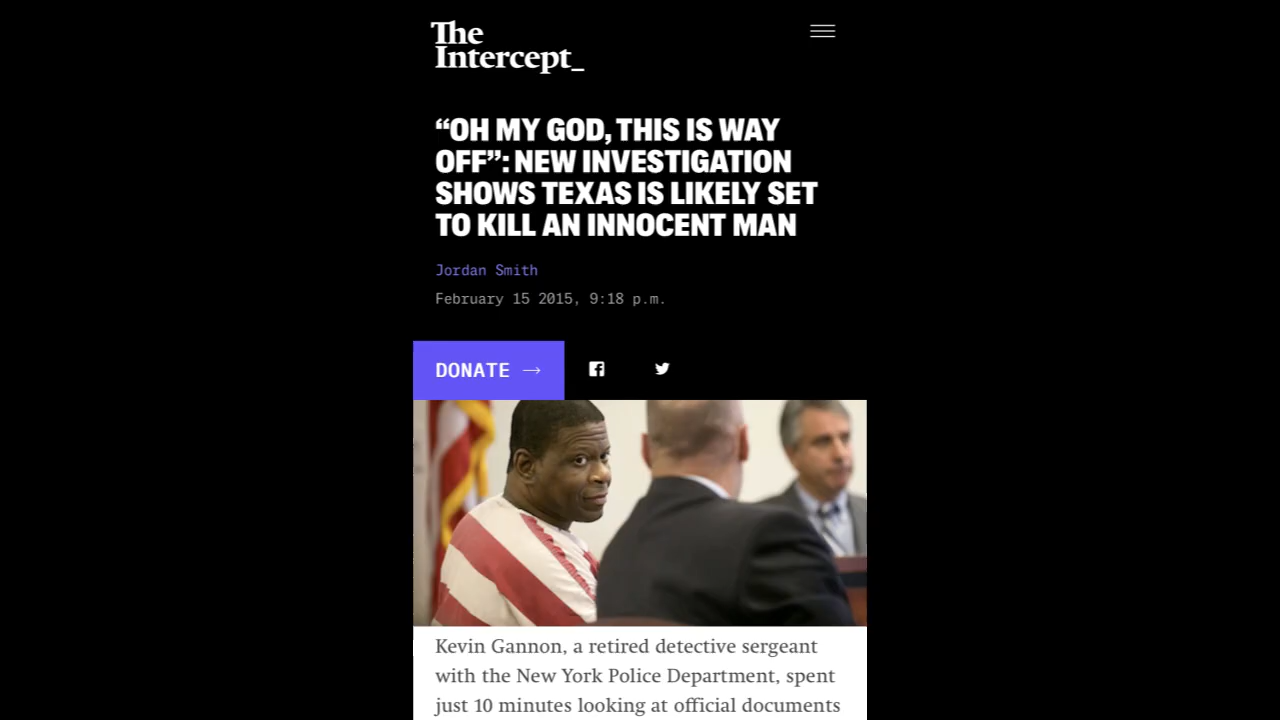 The
Intercept_
“OH MY GOD, THIS IS WAY
OFF”: NEW INVESTIGATION
SHOWS TEXAS IS LIKELY SET
TO KILL AN INNOCENT MAN
Jordan Smith
February 15 2015, 9:18 p.m.
DONATE →
Kevin Gannon, a retired detective sergeant
with the New York Police Department, spent
just 10 minutes looking at official documents